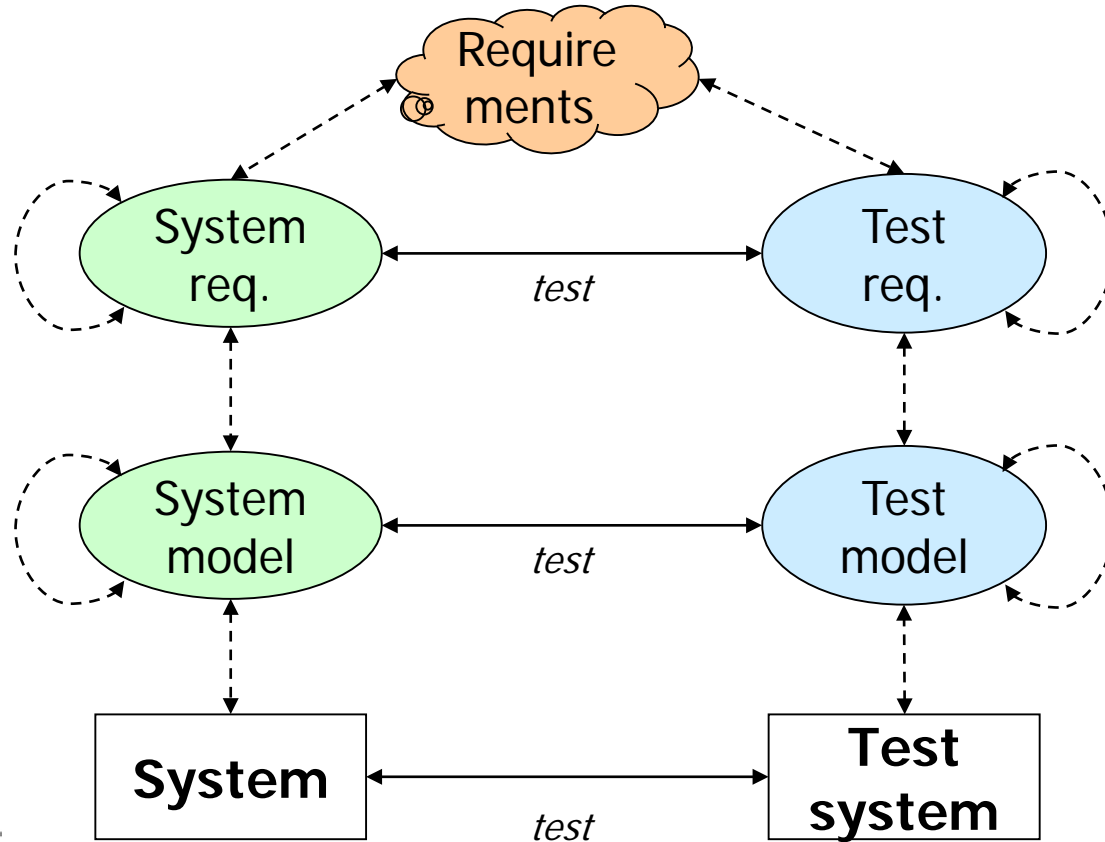 Require
ments
System
req.
test
Test
req.
System
model
test
Test
model
System
test
Test
system